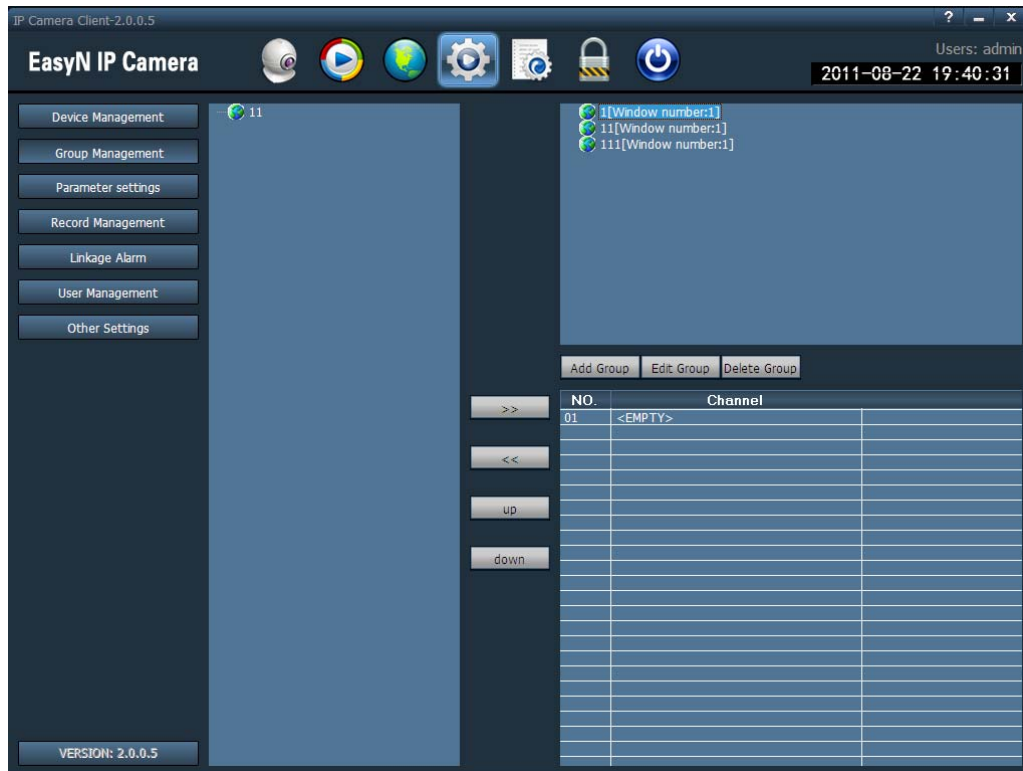 IP Camera Client-2.0.0.5
? – x
EasyN IP Camera
Users: admin
2011-08-22 19:40:31
Device Management
Group Management
Parameter settings
Record Management
Linkage Alarm
User Management
Other Settings
VERSION: 2.0.0.5
11
>>
<<
up
down
1[Window number:1]
11[Window number:1]
111[Window number:1]
Add Group Edit Group Delete Group
NO. Channel
01 <EMPTY>